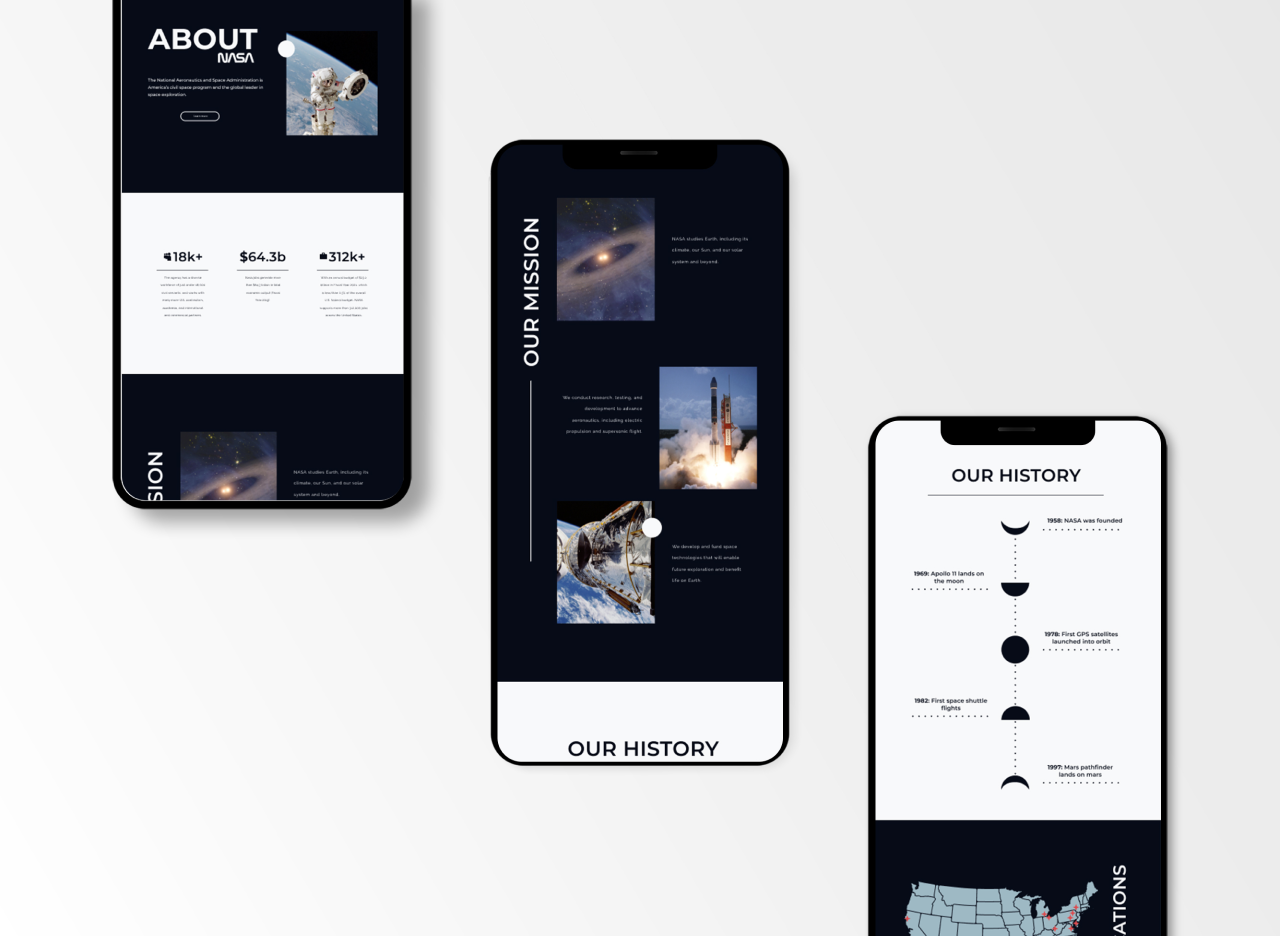 ABOUT
NASA
The National Aeronautics and Space Administration is
America's civil space program and the global leader in
space exploration.
18k+
$64.3b
312k+
SION
NASA studies Earth, including its
climate, our Sun, and our solar
system and beyond.
OUR MISSION
NASA studies Earth, including its
climate, our Sun, and our solar
system and beyond.
We conduct research, testing, and
development to advance
aeronautics, including electric
propulsion and supersonic flight.
We develop and fund space
technologies that will enable
future exploration and benefit
life on Earth.
OUR HISTORY
OUR HISTORY
1958: NASA was founded
1969: Apollo 11 lands on
the moon
1978: First GPS satellites
launched into orbit
1982: First space shuttle
flights
1997: Mars pathfinder
lands on mars
ATIONS